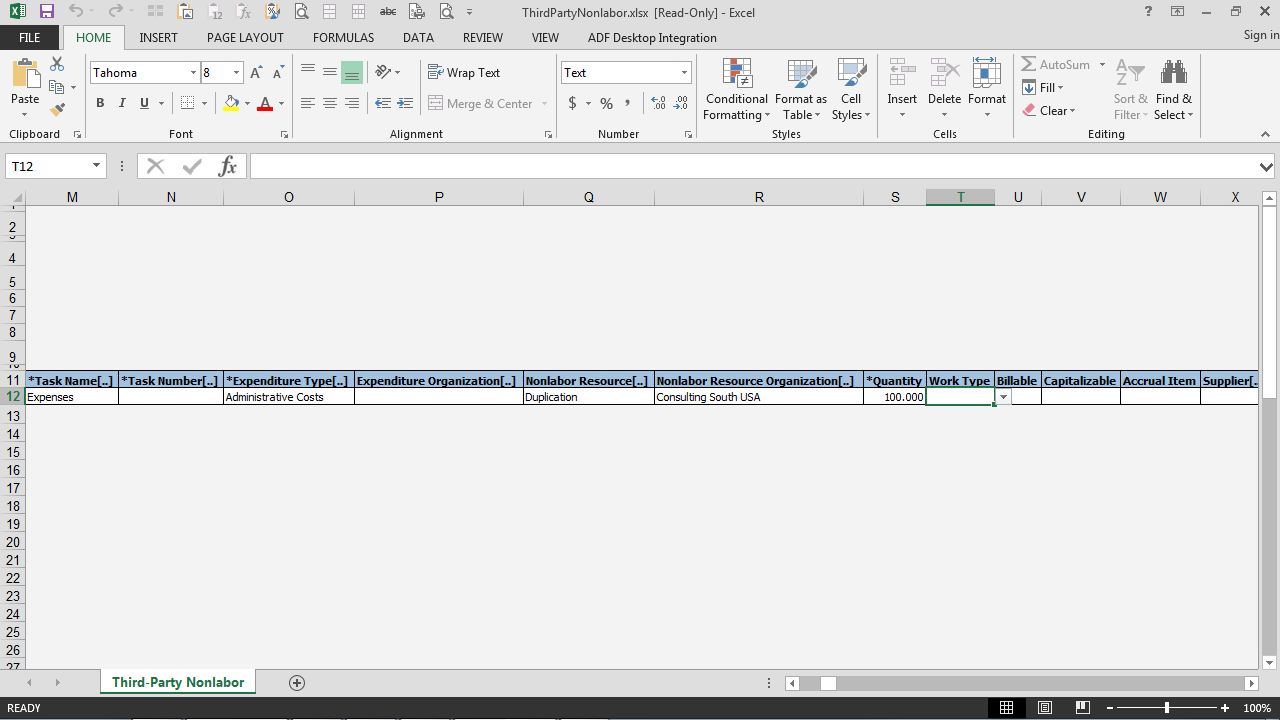 ThirdPartyNonlabor.xlsx [Read-Only] - Excel
FILE HOME INSERT PAGE LAYOUT FORMULAS DATA REVIEW VIEW ADF Desktop Integration Sign in
Paste
Clipboard
Tahoma 8
B I U
Font
Wrap Text
Merge & Center
Alignment
Text
$ % ,
Number
Conditional Formatting
Format as Table
Cell Styles
Styles
Insert Delete Format
Cells
AutoSum
Fill
Clear
Sort & Filter
Find & Select
Editing
T12
fx
M N O P Q R S T U V W X
2
4
5
6
7
8
9
11 *Task Name[..] *Task Number[..] *Expenditure Type[..] Expenditure Organization[..] Nonlabor Resource[..] Nonlabor Resource Organization[..] *Quantity Work Type Billable Capitalizable Accrual Item Supplier[..
12 Expenses Administrative Costs Duplication Consulting South USA 100.000
13
14
15
16
17
18
19
20
21
22
23
24
25
26
27
Third-Party Nonlabor
READY 100%